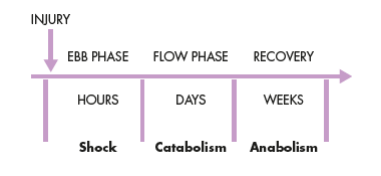 INJURY
EBB PHASE FLOW PHASE RECOVERY
HOURS DAYS WEEKS
Shock Catabolism Anabolism